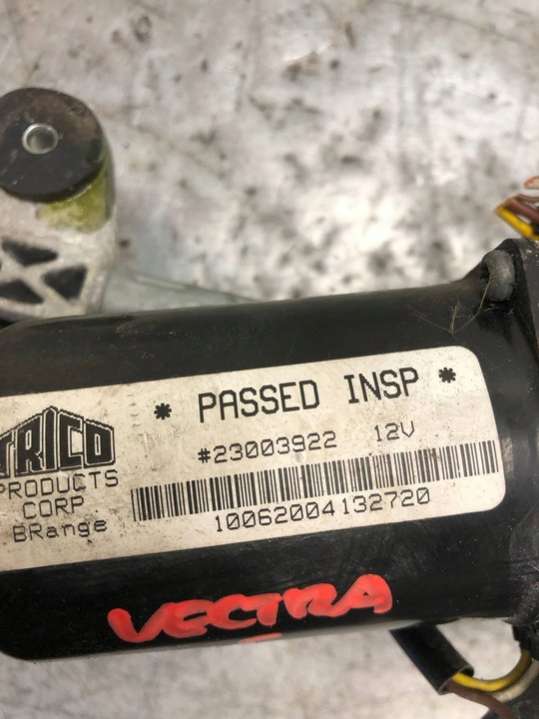 * PASSED INSP *
TRICO
PRODUCTS
CORP
BRange
#23003922 12V
10062004132720
VECTRA